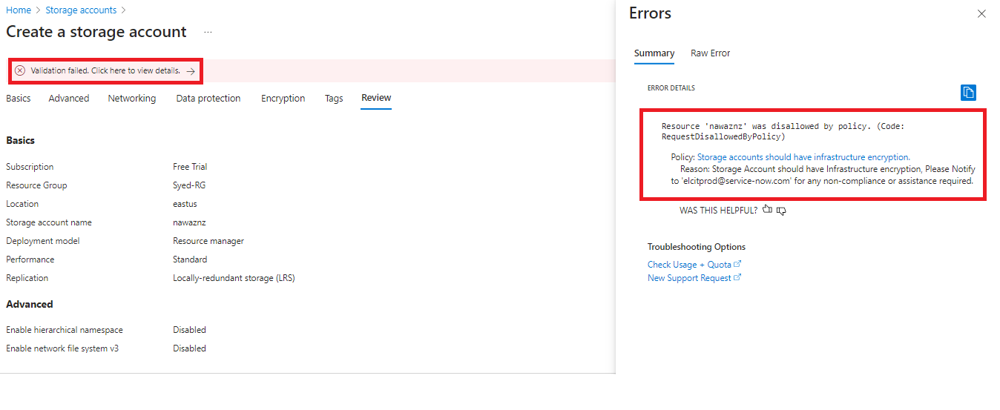 Home > Storage accounts >
Create a storage account ...
Validation failed. Click here to view details. →
Basics Advanced Networking Data protection Encryption Tags Review
Basics
Subscription Free Trial
Resource Group Syed-RG
Location eastus
Storage account name nawaznz
Deployment model Resource manager
Performance Standard
Replication Locally-redundant storage (LRS)
Advanced
Enable hierarchical namespace Disabled
Enable network file system v3 Disabled
Errors
Summary Raw Error
ERROR DETAILS
Resource 'nawaznz' was disallowed by policy. (Code:
RequestDisallowedByPolicy)
Policy: Storage accounts should have infrastructure encryption.
Reason: Storage Account should have Infrastructure encryption, Please Notify
to 'elcitprod@service-now.com' for any non-compliance or assistance required.
WAS THIS HELPFUL?
Troubleshooting Options
Check Usage + Quota
New Support Request